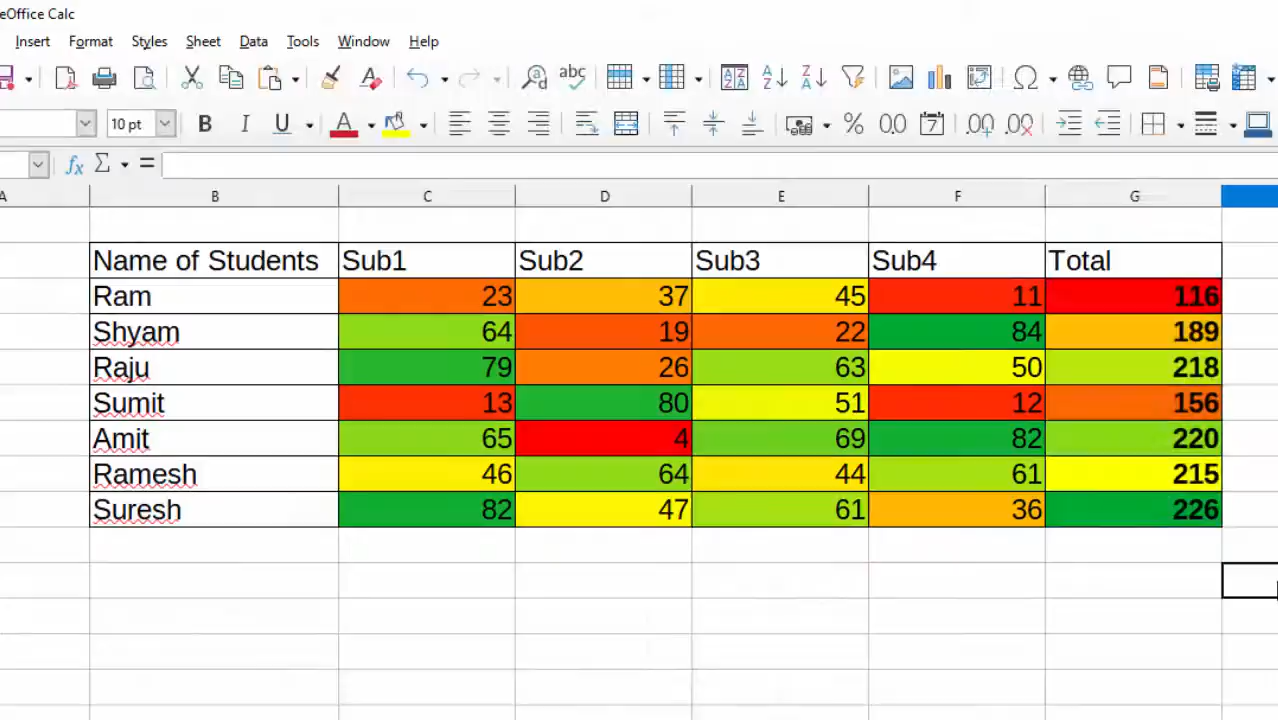 eOffice Calc
Insert Format Styles Sheet Data Tools Window Help
10 pt
A B C D E F G
Name of Students Sub1 Sub2 Sub3 Sub4 Total
Ram 23 37 45 11 116
Shyam 64 19 22 84 189
Raju 79 26 63 50 218
Sumit 13 80 51 12 156
Amit 65 4 69 82 220
Ramesh 46 64 44 61 215
Suresh 82 47 61 36 226